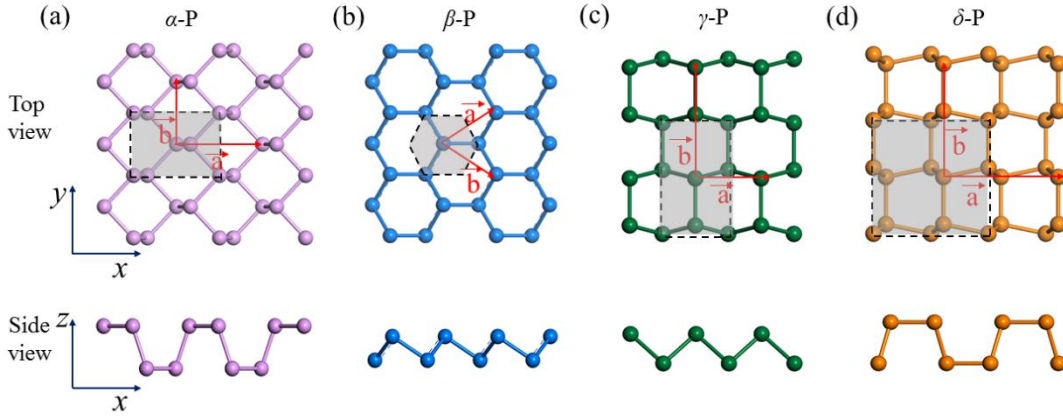 (a) α-P (b) β-P (c) γ-P (d) δ-P
Top view
a
b b b
b a a a
y
x
Side view
z
x